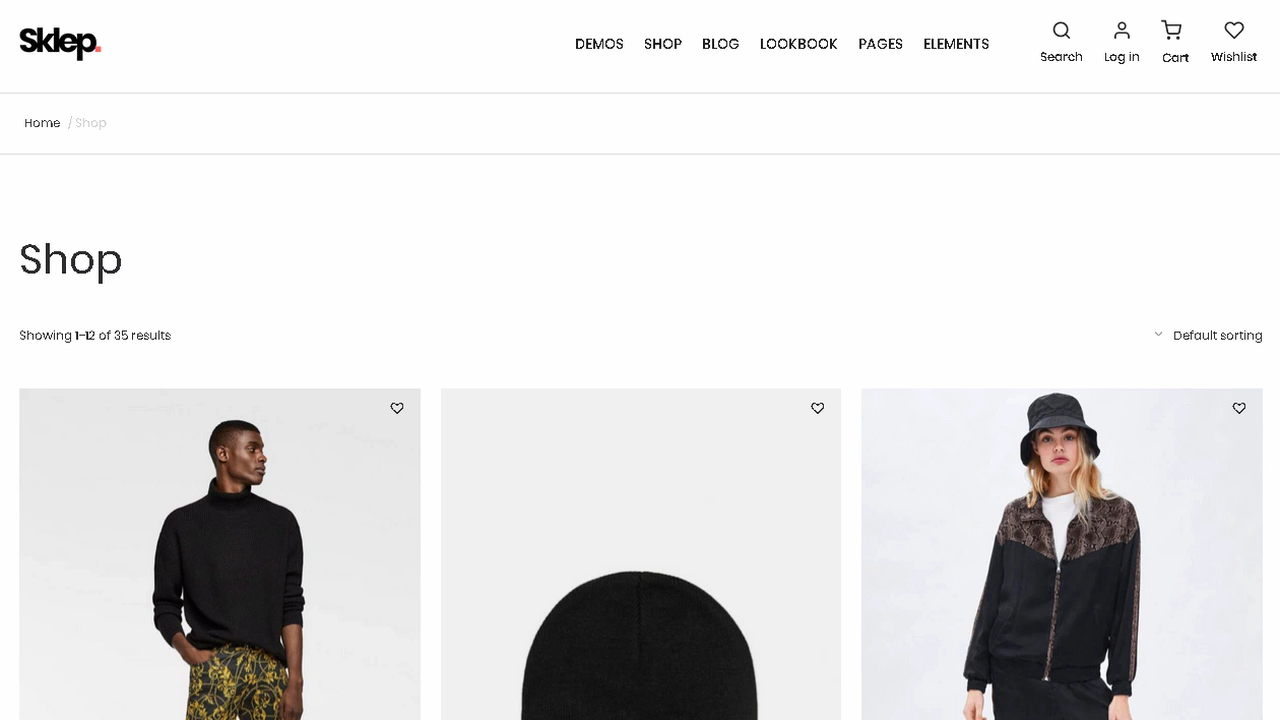 Sklep.
DEMOS SHOP BLOG LOOKBOOK PAGES ELEMENTS
Search Log in Cart Wishlist
Home / Shop
Shop
Showing 1–12 of 35 results
Default sorting